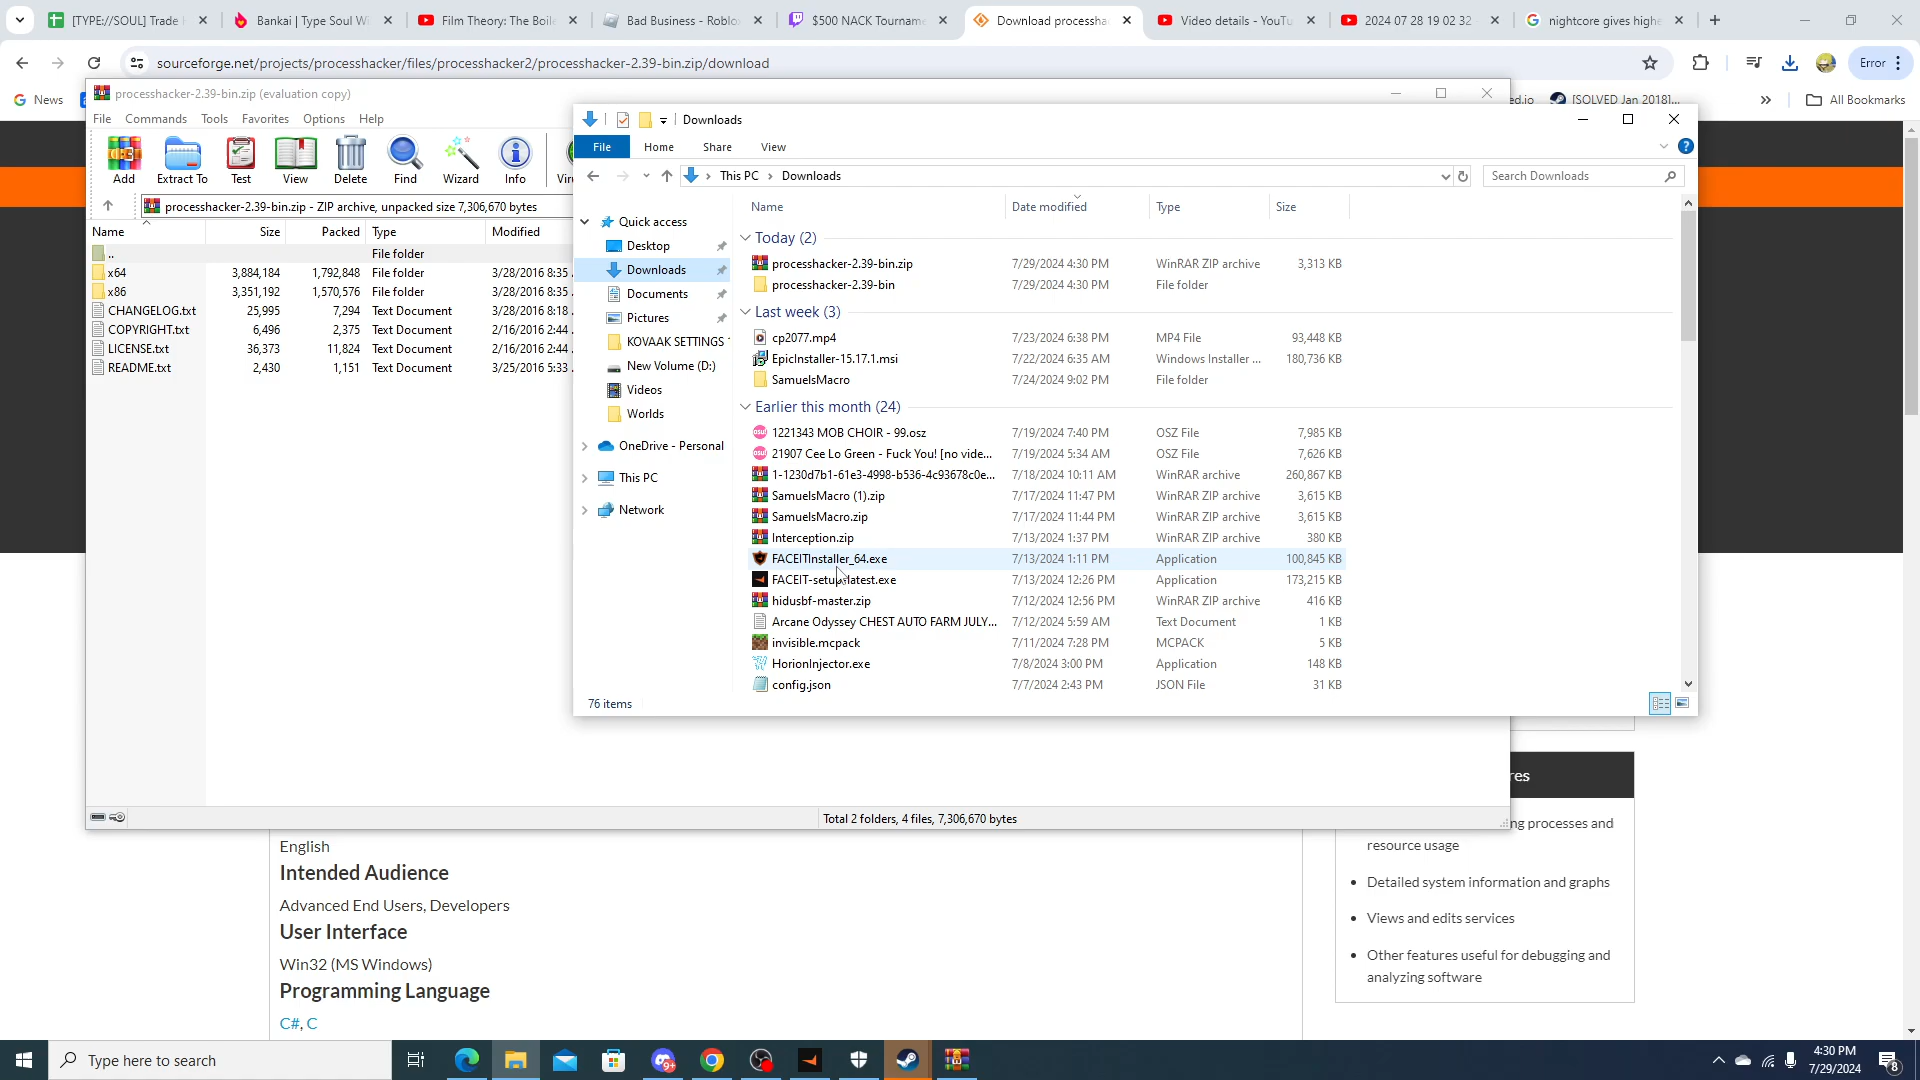 [TYPE://SOUL] Trade
Bankai | Type Soul Wi
Film Theory: The Boile
Bad Business - Roblo
$500 NACK Tourname
Download processha
Video details - YouTu
2024 07 28 19 02 32
nightcore gives highe
sourceforge.net/projects/processhacker/files/processhacker2/processhacker-2.39-bin.zip/download
Error
News
ed.io
[SOLVED Jan 2018]...
All Bookmarks
processhacker-2.39-bin.zip (evaluation copy)
File Commands Tools Favorites Options Help
Add Extract To Test View Delete Find Wizard Info Vir
processhacker-2.39-bin.zip - ZIP archive, unpacked size 7,306,670 bytes
Name Size Packed Type Modified
.. File folder
x64 3,884,184 1,792,848 File folder 3/28/2016 8:35 .
x86 3,351,192 1,570,576 File folder 3/28/2016 8:35 .
CHANGELOG.txt 25,995 7,294 Text Document 3/28/2016 8:18 .
COPYRIGHT.txt 6,496 2,375 Text Document 2/16/2016 2:44 .
LICENSE.txt 36,373 11,824 Text Document 2/16/2016 2:44 .
README.txt 2,430 1,151 Text Document 3/25/2016 5:33 .
Total 2 folders, 4 files, 7,306,670 bytes
Downloads
File Home Share View
This PC > Downloads
Search Downloads
Quick access
Desktop
Downloads
Documents
Pictures
KOVAAK SETTINGS
New Volume (D:)
Videos
Worlds
OneDrive - Personal
This PC
Network
Name Date modified Type Size
Today (2)
processhacker-2.39-bin.zip 7/29/2024 4:30 PM WinRAR ZIP archive 3,313 KB
processhacker-2.39-bin 7/29/2024 4:30 PM File folder
Last week (3)
cp2077.mp4 7/23/2024 6:38 PM MP4 File 93,448 KB
EpicInstaller-15.17.1.msi 7/22/2024 6:35 AM Windows Installer ... 180,736 KB
SamuelsMacro 7/24/2024 9:02 PM File folder
Earlier this month (24)
1221343 MOB CHOIR - 99.osz 7/19/2024 7:40 PM OSZ File 7,985 KB
21907 Cee Lo Green - Fuck You! [no vide... 7/19/2024 5:34 AM OSZ File 7,626 KB
1-1230d7b1-61e3-4998-b536-4c93678c0e... 7/18/2024 10:11 AM WinRAR archive 260,867 KB
SamuelsMacro (1).zip 7/17/2024 11:47 PM WinRAR ZIP archive 3,615 KB
SamuelsMacro.zip 7/17/2024 11:44 PM WinRAR ZIP archive 3,615 KB
Interception.zip 7/13/2024 1:37 PM WinRAR ZIP archive 380 KB
FACEITInstaller_64.exe 7/13/2024 1:11 PM Application 100,845 KB
FACEIT-setup-latest.exe 7/13/2024 12:26 PM Application 173,215 KB
hidusbf-master.zip 7/12/2024 12:56 PM WinRAR ZIP archive 416 KB
Arcane Odyssey CHEST AUTO FARM JULY... 7/12/2024 5:59 AM Text Document 1 KB
invisible.mcpack 7/11/2024 7:28 PM MCPACK 5 KB
HorionInjector.exe 7/8/2024 3:00 PM Application 148 KB
config.json 7/7/2024 2:43 PM JSON File 31 KB
76 items
res
ng processes and
resource usage
Detailed system information and graphs
Views and edits services
Other features useful for debugging and
analyzing software
English
Intended Audience
Advanced End Users, Developers
User Interface
Win32 (MS Windows)
Programming Language
C#, C
Type here to search
9+
4:30 PM
7/29/2024
8